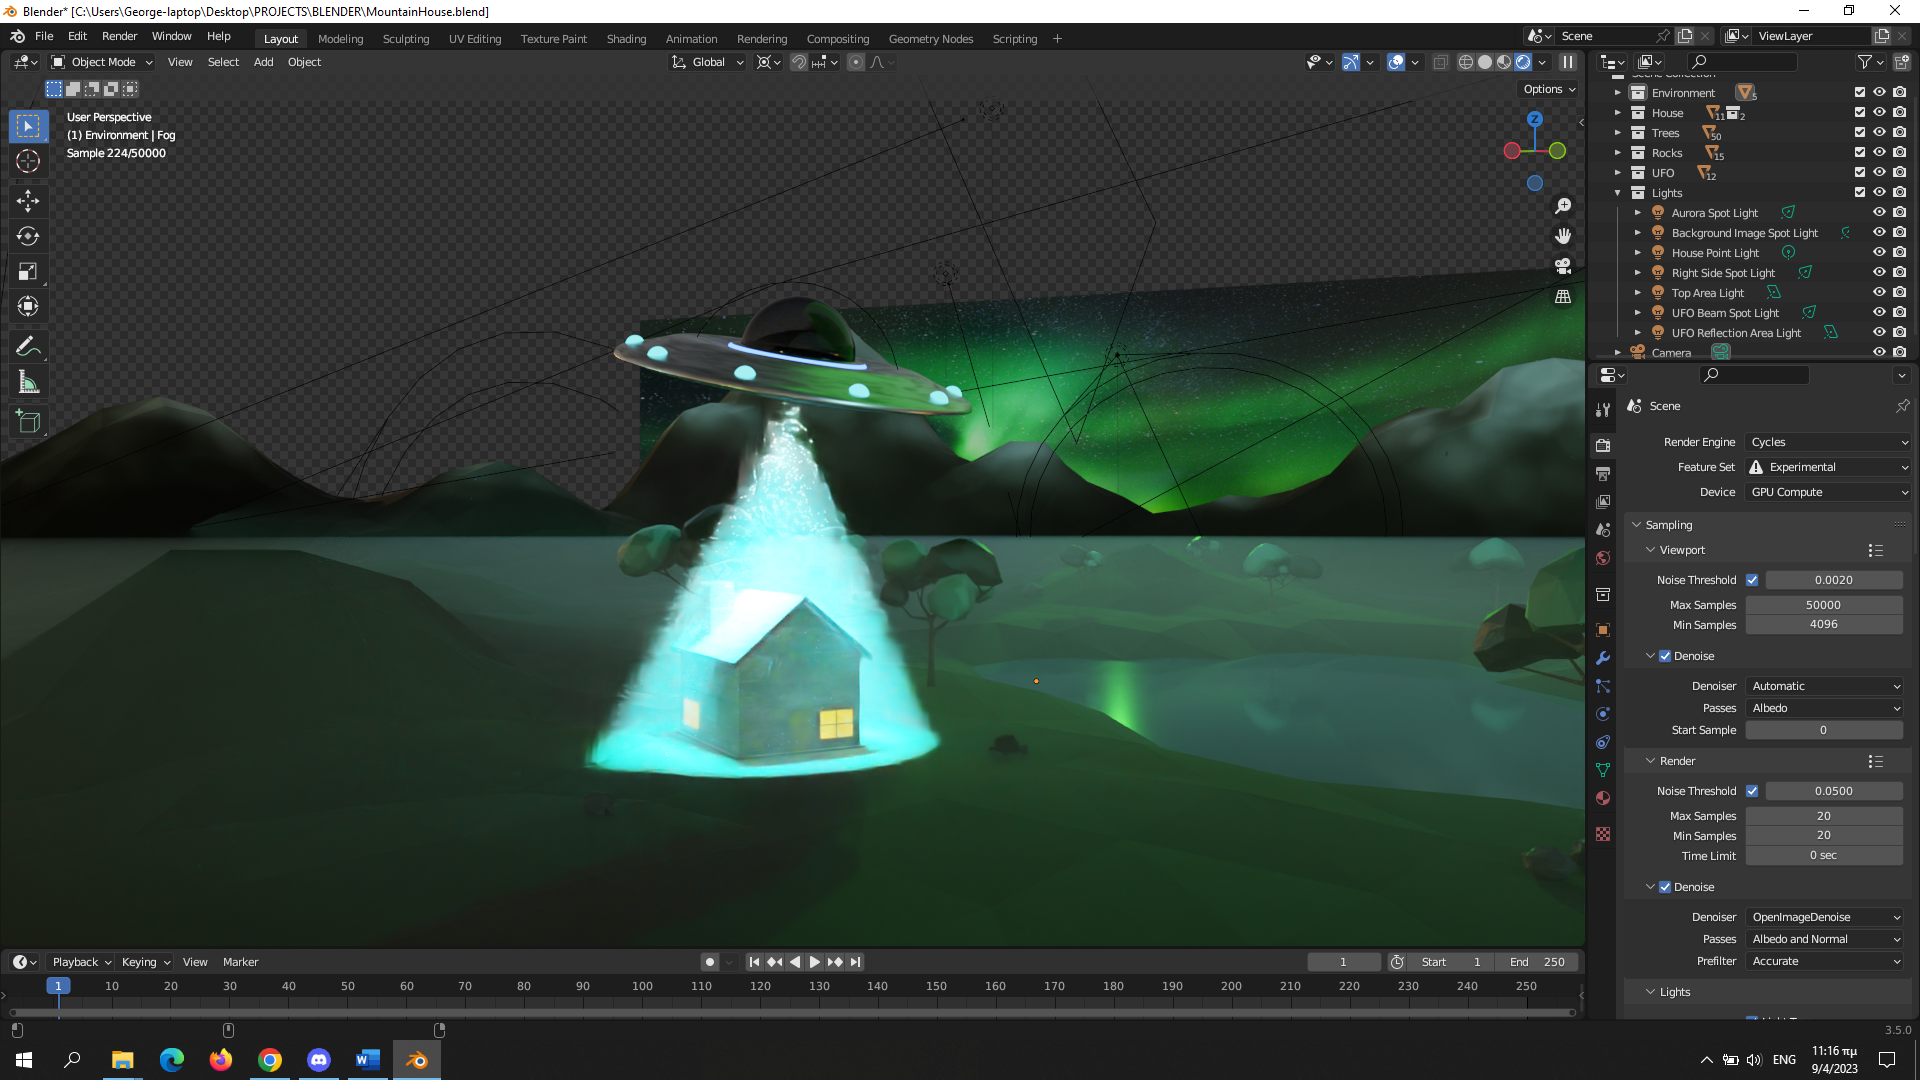 Blender* [C:\Users\George-laptop\Desktop\PROJECTS\BLENDER\MountainHouse.blend]
File Edit Render Window Help Layout Modeling Sculpting UV Editing Texture Paint Shading Animation Rendering Compositing Geometry Nodes Scripting + Scene ViewLayer
Object Mode View Select Add Object Global
Options
User Perspective
(1) Environment | Fog
Sample 224/50000
Z
Scene Collection
Environment 5
House 11 2
Trees 50
Rocks 15
UFO 12
Lights
Aurora Spot Light
Background Image Spot Light
House Point Light
Right Side Spot Light
Top Area Light
UFO Beam Spot Light
UFO Reflection Area Light
Camera
Scene
Render Engine Cycles
Feature Set Experimental
Device GPU Compute
Sampling
Viewport
Noise Threshold 0.0020
Max Samples 50000
Min Samples 4096
Denoise
Denoiser Automatic
Passes Albedo
Start Sample 0
Render
Noise Threshold 0.0500
Max Samples 20
Min Samples 20
Time Limit 0 sec
Denoise
Denoiser OpenImageDenoise
Passes Albedo and Normal
Prefilter Accurate
Lights
Playback Keying View Marker 1 Start 1 End 250
1 10 20 30 40 50 60 70 80 90 100 110 120 130 140 150 160 170 180 190 200 210 220 230 240 250
3.5.0
ENG
11:16 πμ
9/4/2023